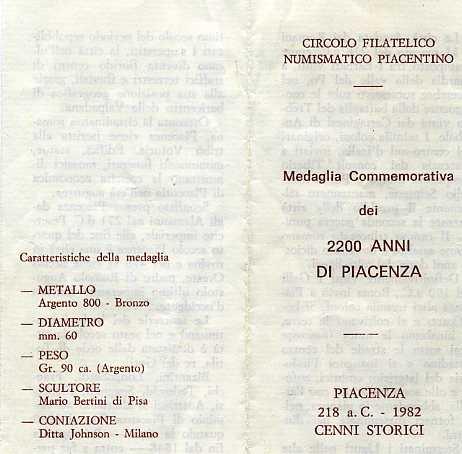 Caratteristiche della medaglia
— METALLO
Argento 800 - Bronzo
— DIAMETRO
mm. 60
— PESO
Gr. 90 ca. (Argento)
— SCULTORE
Mario Bertini di Pisa
— CONIAZIONE
Ditta Johnson - Milano
CIRCOLO FILATELICO
NUMISMATICO PIACENTINO
Medaglia Commemorativa
dei
2200 ANNI
DI PIACENZA
PIACENZA
218 a. C. - 1982
CENNI STORICI